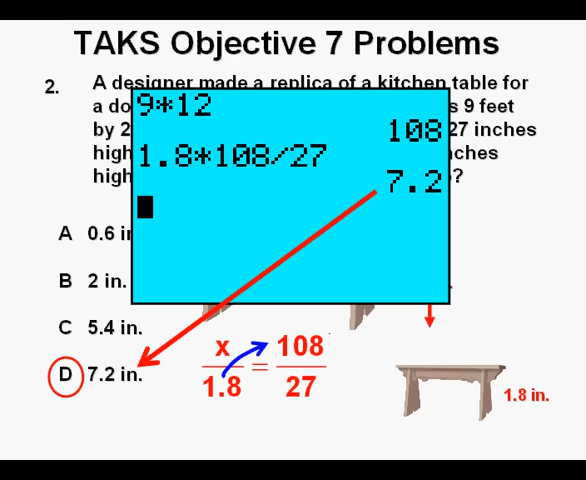 TAKS Objective 7 Problems
2. A designer made a replica of a kitchen table for
a do s 9 feet
by 2 27 inches
high nches
high ?
9*12
108
1.8*108/27
7.2
A 0.6 in
B 2 in.
C 5.4 in.
D 7.2 in.
x 108
=
1.8 27
1.8 in.